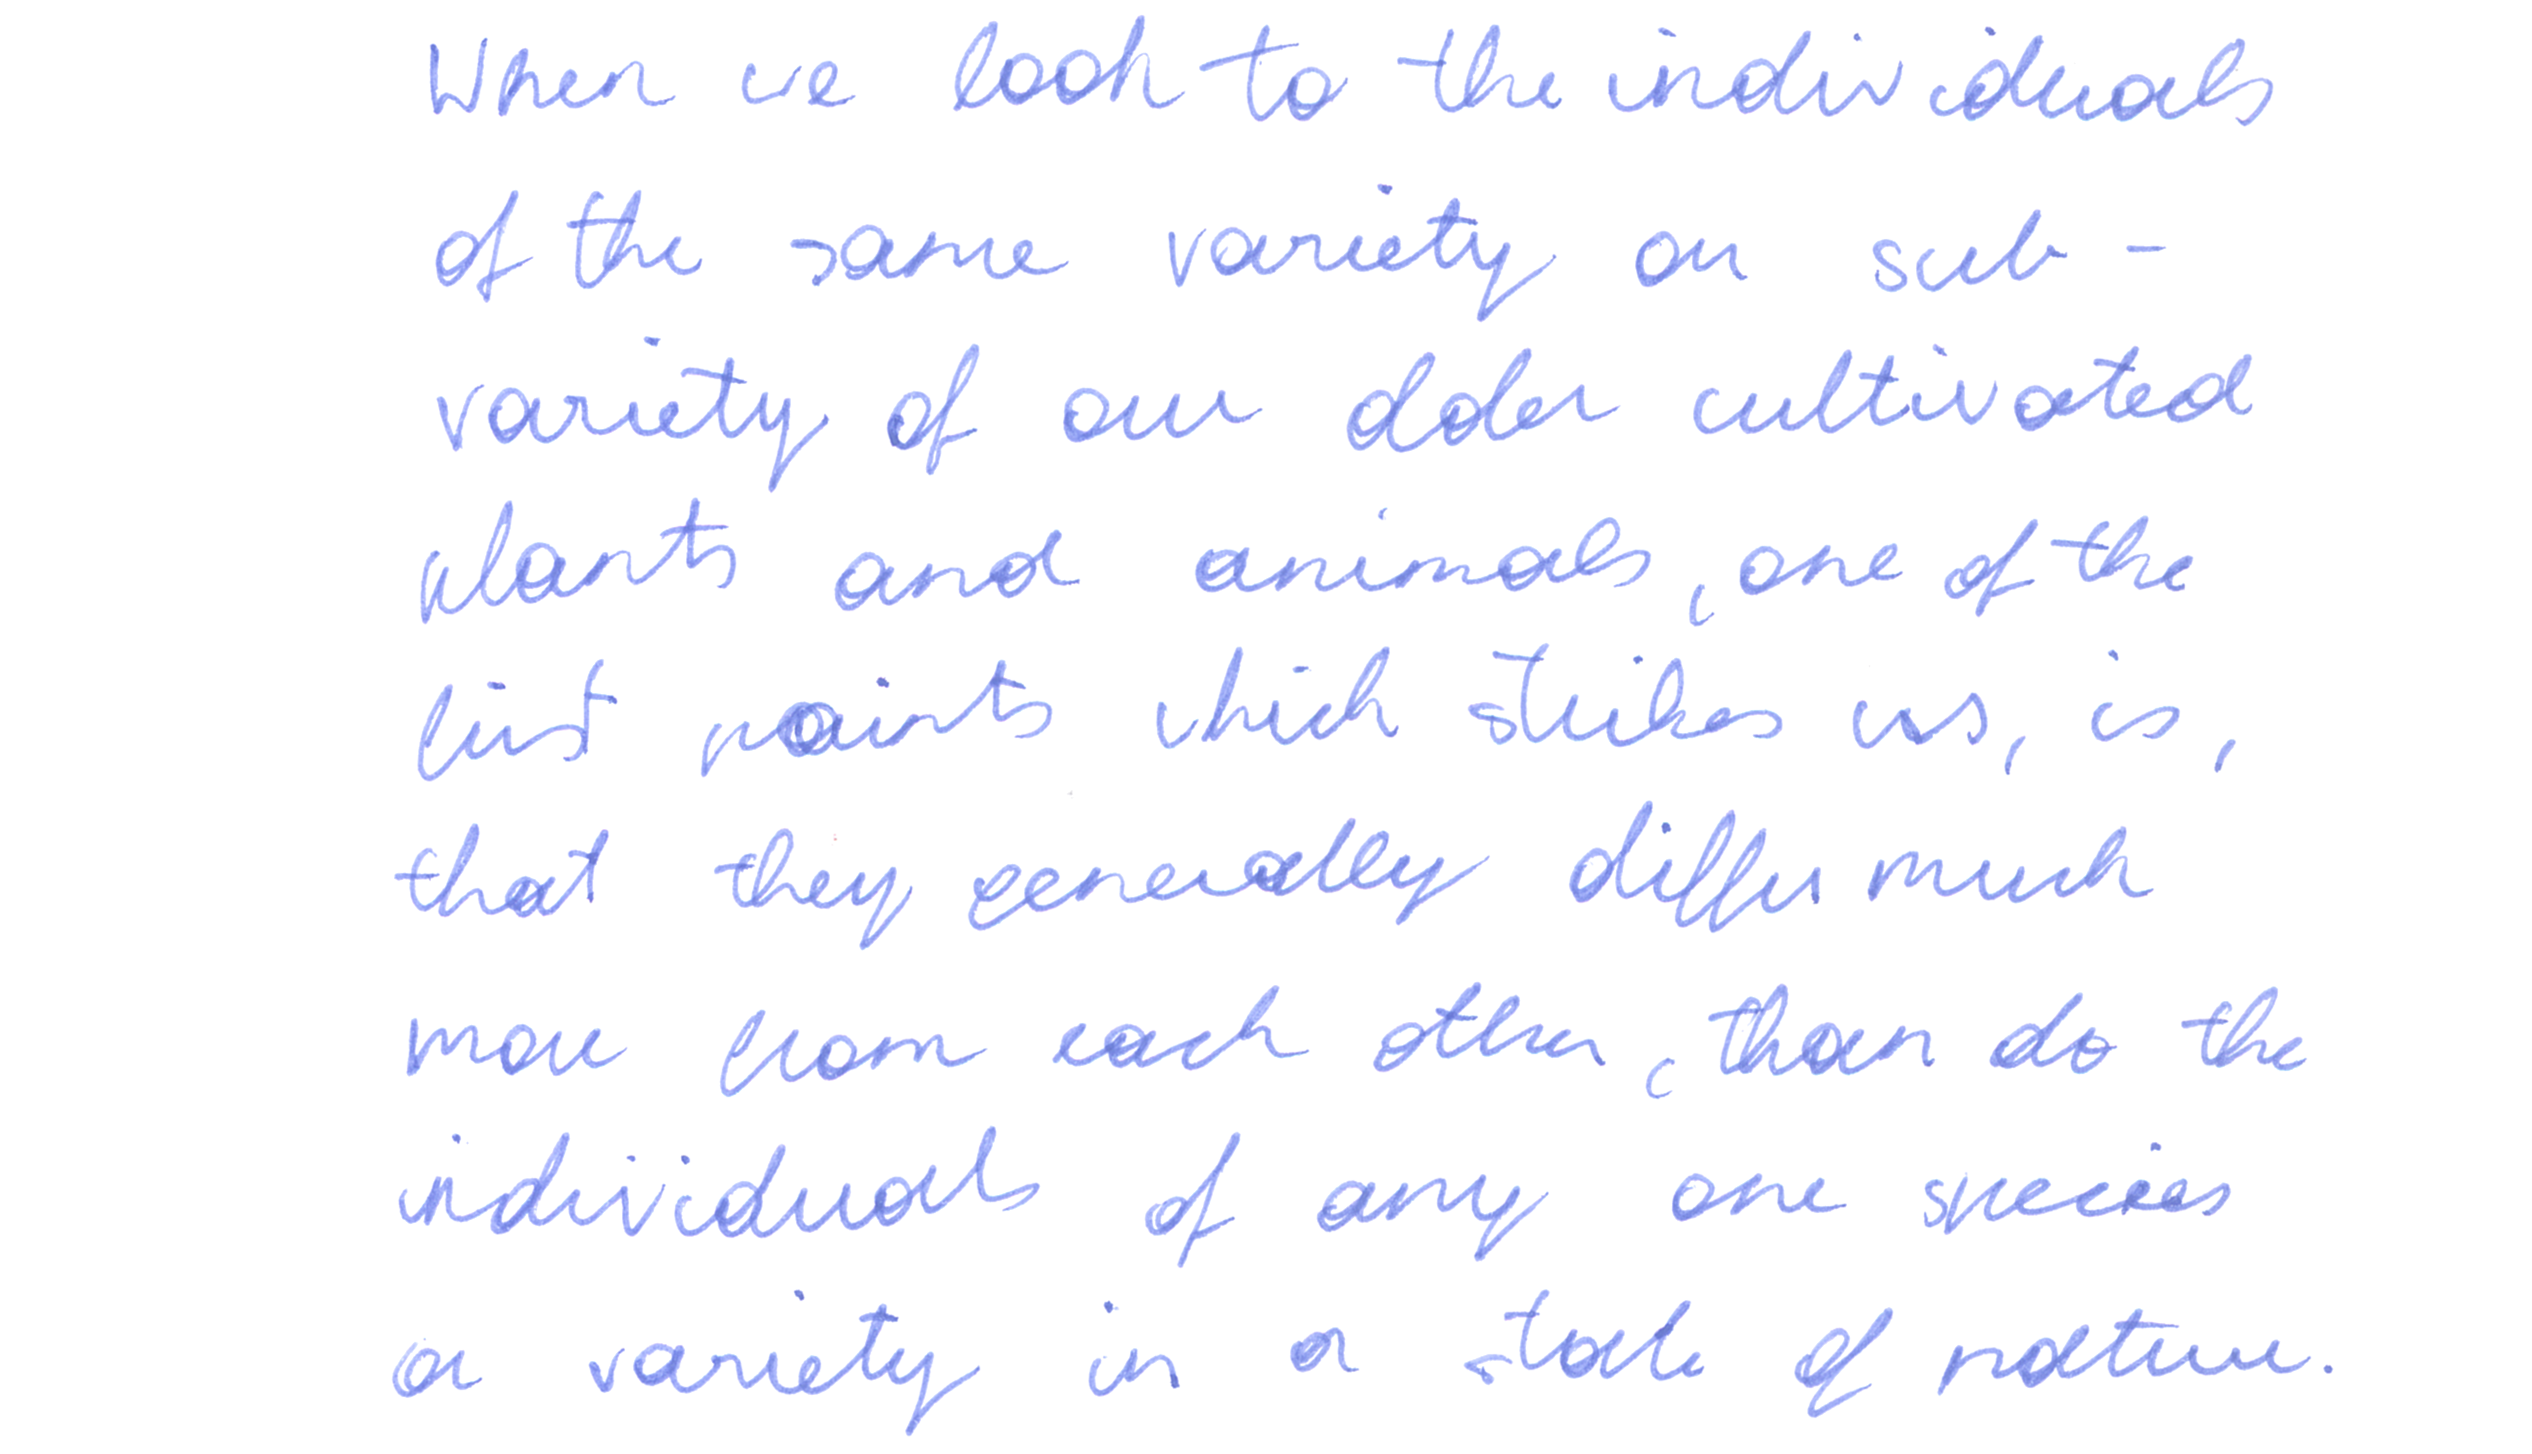 When we look to the individuals
of the same variety or sub-
variety of our older cultivated
plants and animals, one of the
first points which strikes us, is,
that they generally differ much
more from each other, than do the
individuals of any one species
or variety in a state of nature.